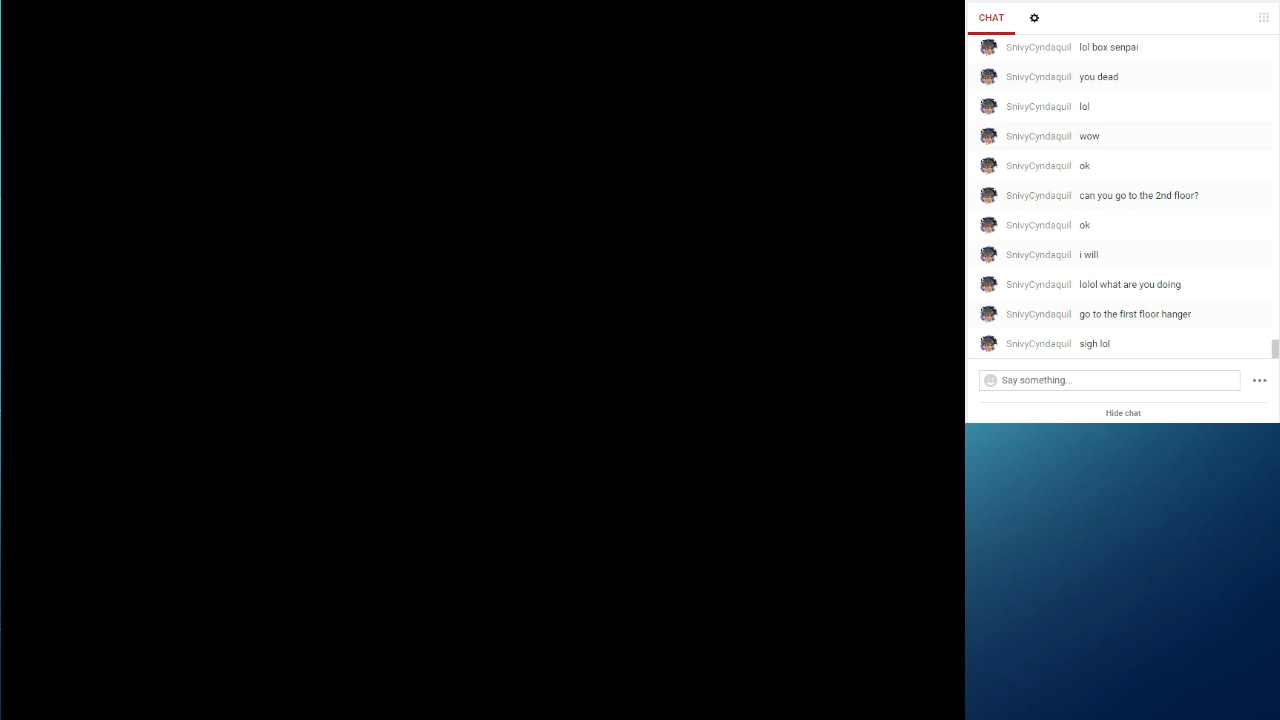 CHAT
SnivyCyndaquil lol box senpai
SnivyCyndaquil you dead
SnivyCyndaquil lol
SnivyCyndaquil wow
SnivyCyndaquil ok
SnivyCyndaquil can you go to the 2nd floor?
SnivyCyndaquil ok
SnivyCyndaquil i will
SnivyCyndaquil lolol what are you doing
SnivyCyndaquil go to the first floor hanger
SnivyCyndaquil sigh lol
Say something...
Hide chat